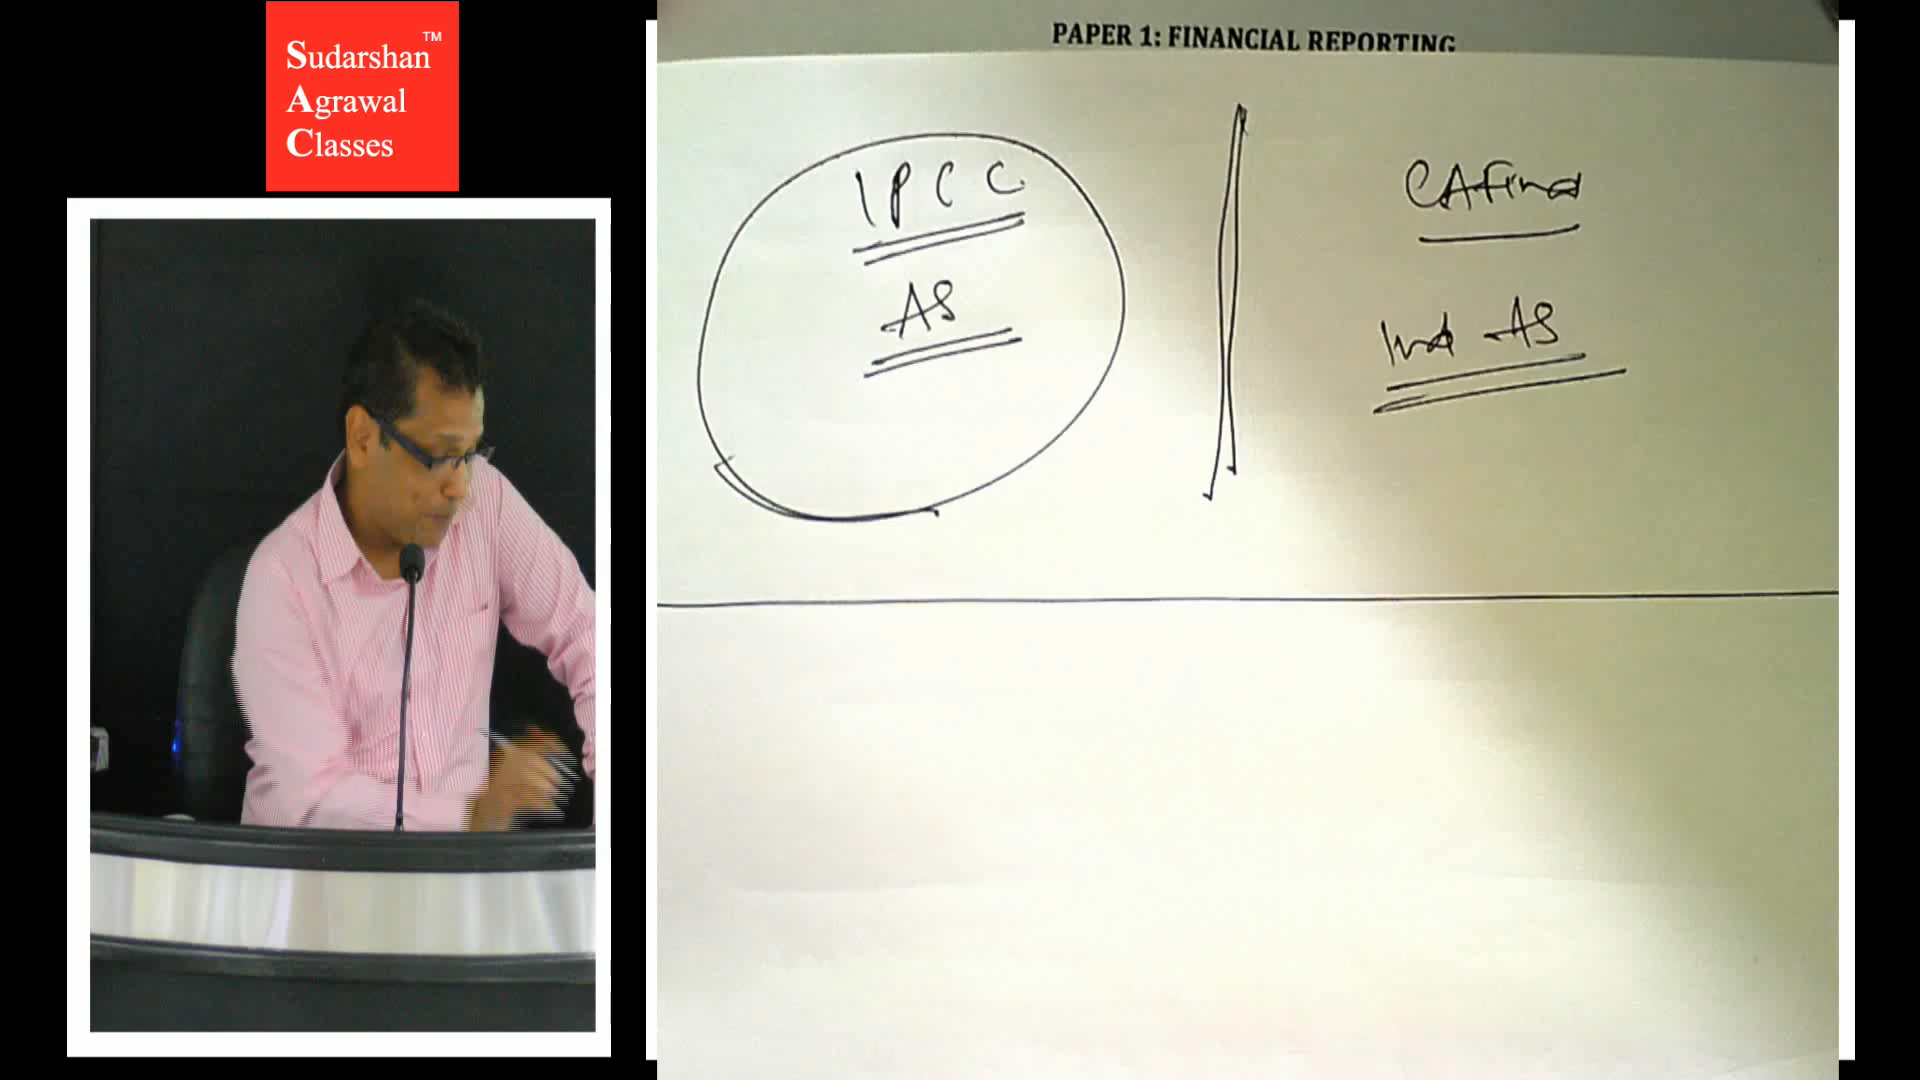 Sudarshan™
Agrawal
Classes
PAPER 1: FINANCIAL REPORTING
IPCC
AS
CA Final
Ind AS